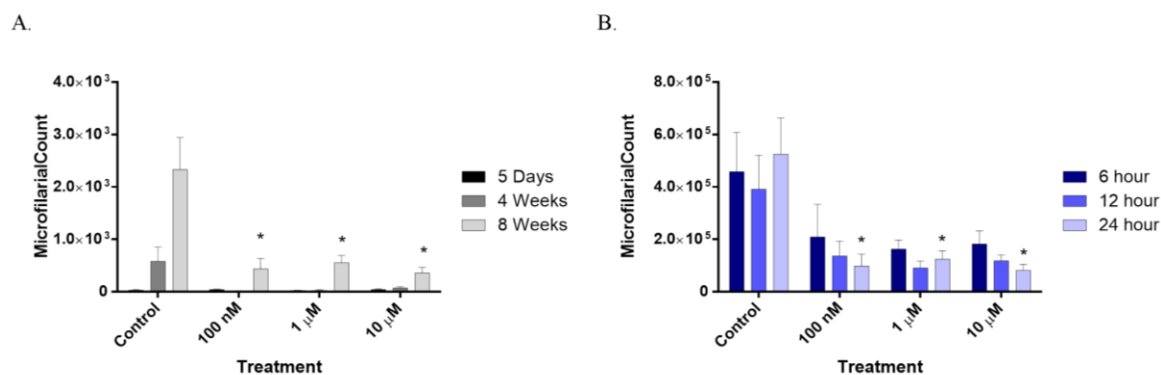 A.
MicrofilarialCount
4.0×10³
3.0×10³
2.0×10³
1.0×10³
0
*
*
*
Control
100 nM
1 μM
10 μM
Treatment
5 Days
4 Weeks
8 Weeks
B.
MicrofilarialCount
8.0×10⁵
6.0×10⁵
4.0×10⁵
2.0×10⁵
0
*
*
*
Control
100 nM
1 μM
10 μM
Treatment
6 hour
12 hour
24 hour